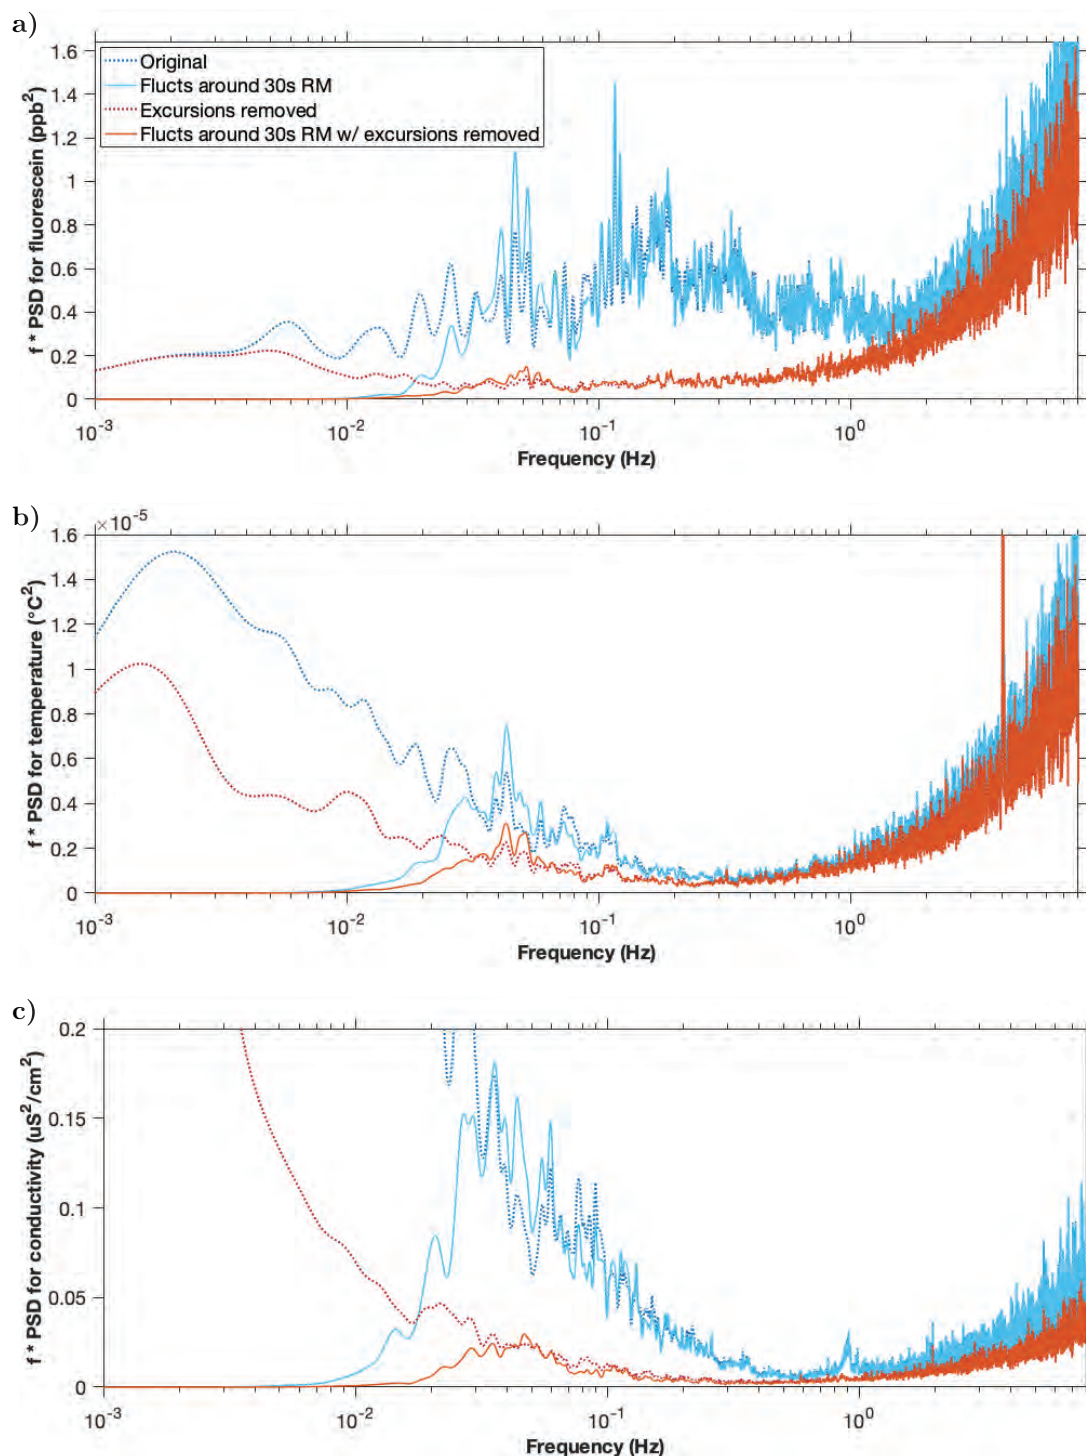 a)
1.6
1.4
1.2
1
0.8
0.6
0.4
0.2
0
f * PSD for fluorescein (ppb²)
Original
Flucts around 30s RM
Excursions removed
Flucts around 30s RM w/ excursions removed
10⁻³ 10⁻² 10⁻¹ 10⁰
Frequency (Hz)
b)
×10⁻⁵
1.6
1.4
1.2
1
0.8
0.6
0.4
0.2
0
f * PSD for temperature (°C²)
10⁻³ 10⁻² 10⁻¹ 10⁰
Frequency (Hz)
c)
0.2
0.15
0.1
0.05
0
f * PSD for conductivity (uS²/cm²)
10⁻³ 10⁻² 10⁻¹ 10⁰
Frequency (Hz)